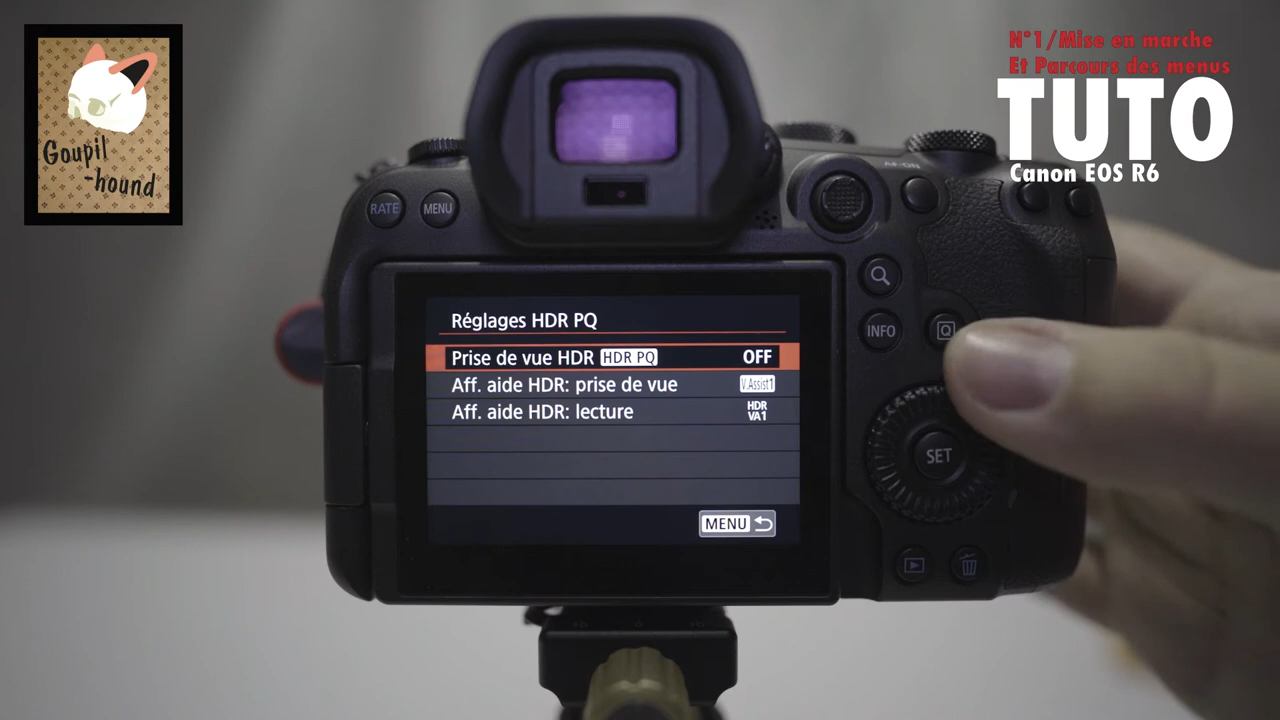 Goupil
-hound
N°1/Mise en marche
Et Parcours des menus
TUTO
Canon EOS R6
RATE
MENU
AF-ON
INFO
Q
SET
Réglages HDR PQ
Prise de vue HDR HDR PQ OFF
Aff. aide HDR: prise de vue V.Assist1
Aff. aide HDR: lecture HDR VA1
MENU